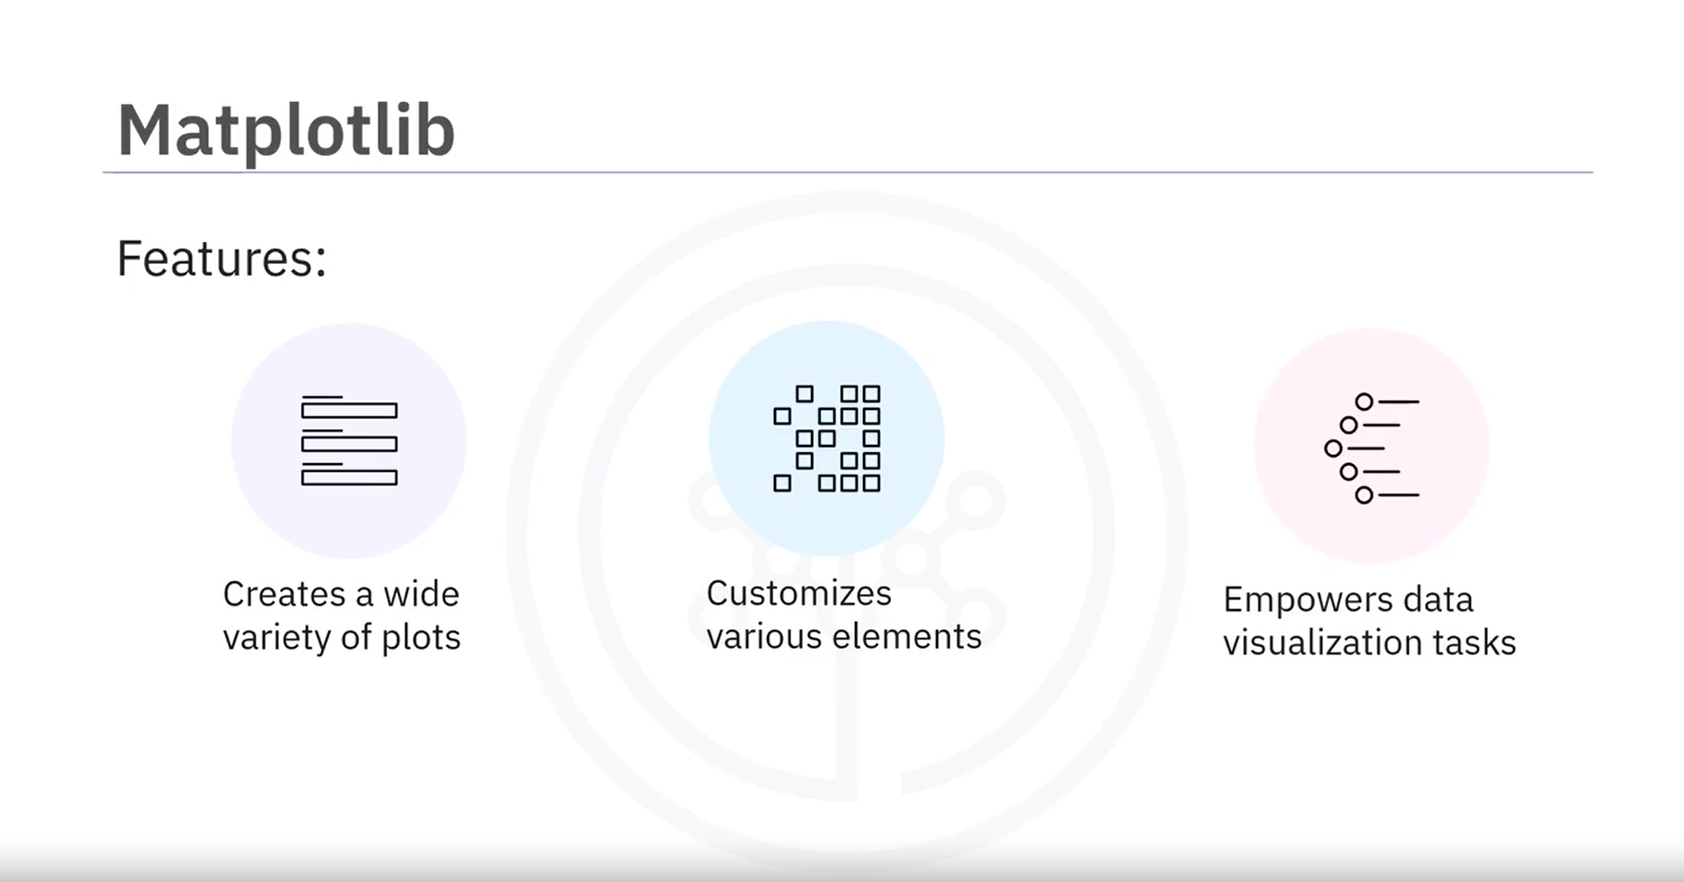 Matplotlib
Features:
Creates a wide
variety of plots
Customizes
various elements
Empowers data
visualization tasks